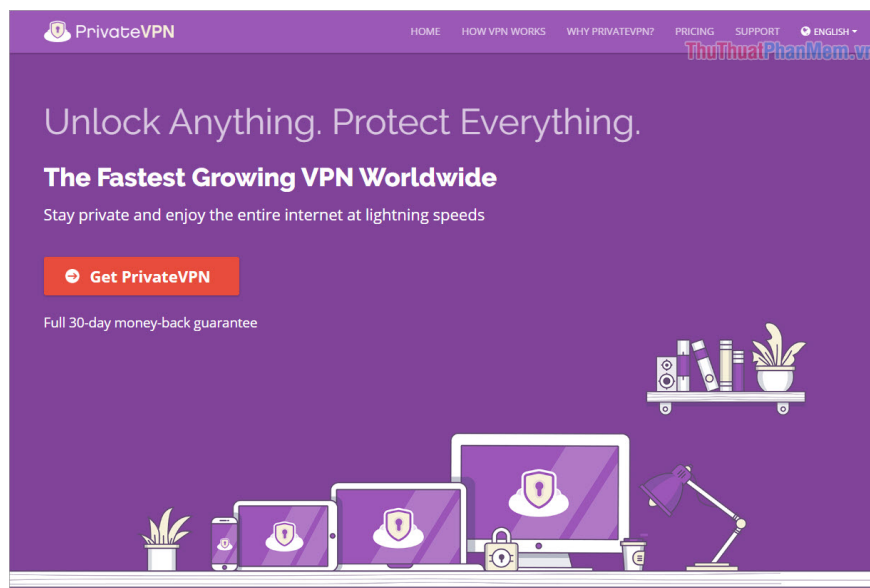 PrivateVPN
HOME HOW VPN WORKS WHY PRIVATEVPN? PRICING SUPPORT ENGLISH
ThuThuatPhanMem.vn
Unlock Anything. Protect Everything.
The Fastest Growing VPN Worldwide
Stay private and enjoy the entire internet at lightning speeds
Get PrivateVPN
Full 30-day money-back guarantee